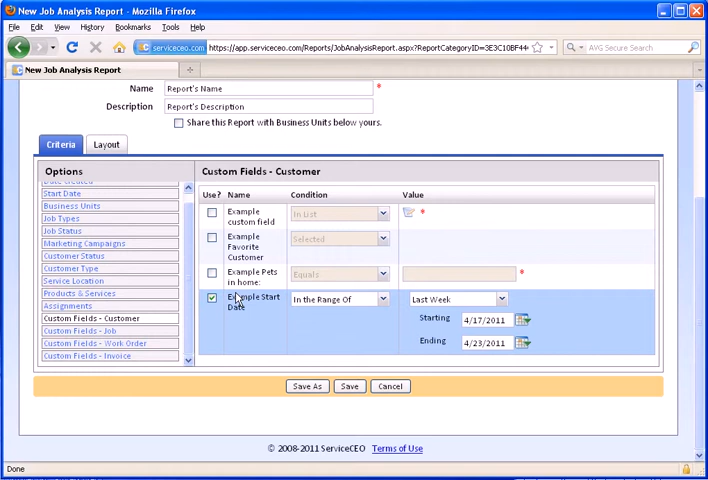 New Job Analysis Report - Mozilla Firefox
File Edit View History Bookmarks Tools Help
serviceceo.com https://app.serviceceo.com/Reports/JobAnalysisReport.aspx?ReportCategoryID=3E3C10BF44 AVG Secure Search
New Job Analysis Report
Name Report's Name *
Description Report's Description
Share this Report with Business Units below yours.
Criteria Layout
Options Custom Fields - Customer
Date Created
Start Date
Business Units
Job Types
Job Status
Marketing Campaigns
Customer Status
Customer Type
Service Location
Products & Services
Assignments
Custom Fields - Customer
Custom Fields - Job
Custom Fields - Work Order
Custom Fields - Invoice
Use? Name Condition Value
Example custom field In List *
Example Favorite Customer Selected
Example Pets in home: Equals *
Example Start Date In the Range Of Last Week
Starting 4/17/2011
Ending 4/23/2011
Save As Save Cancel
© 2008-2011 ServiceCEO Terms of Use
Done